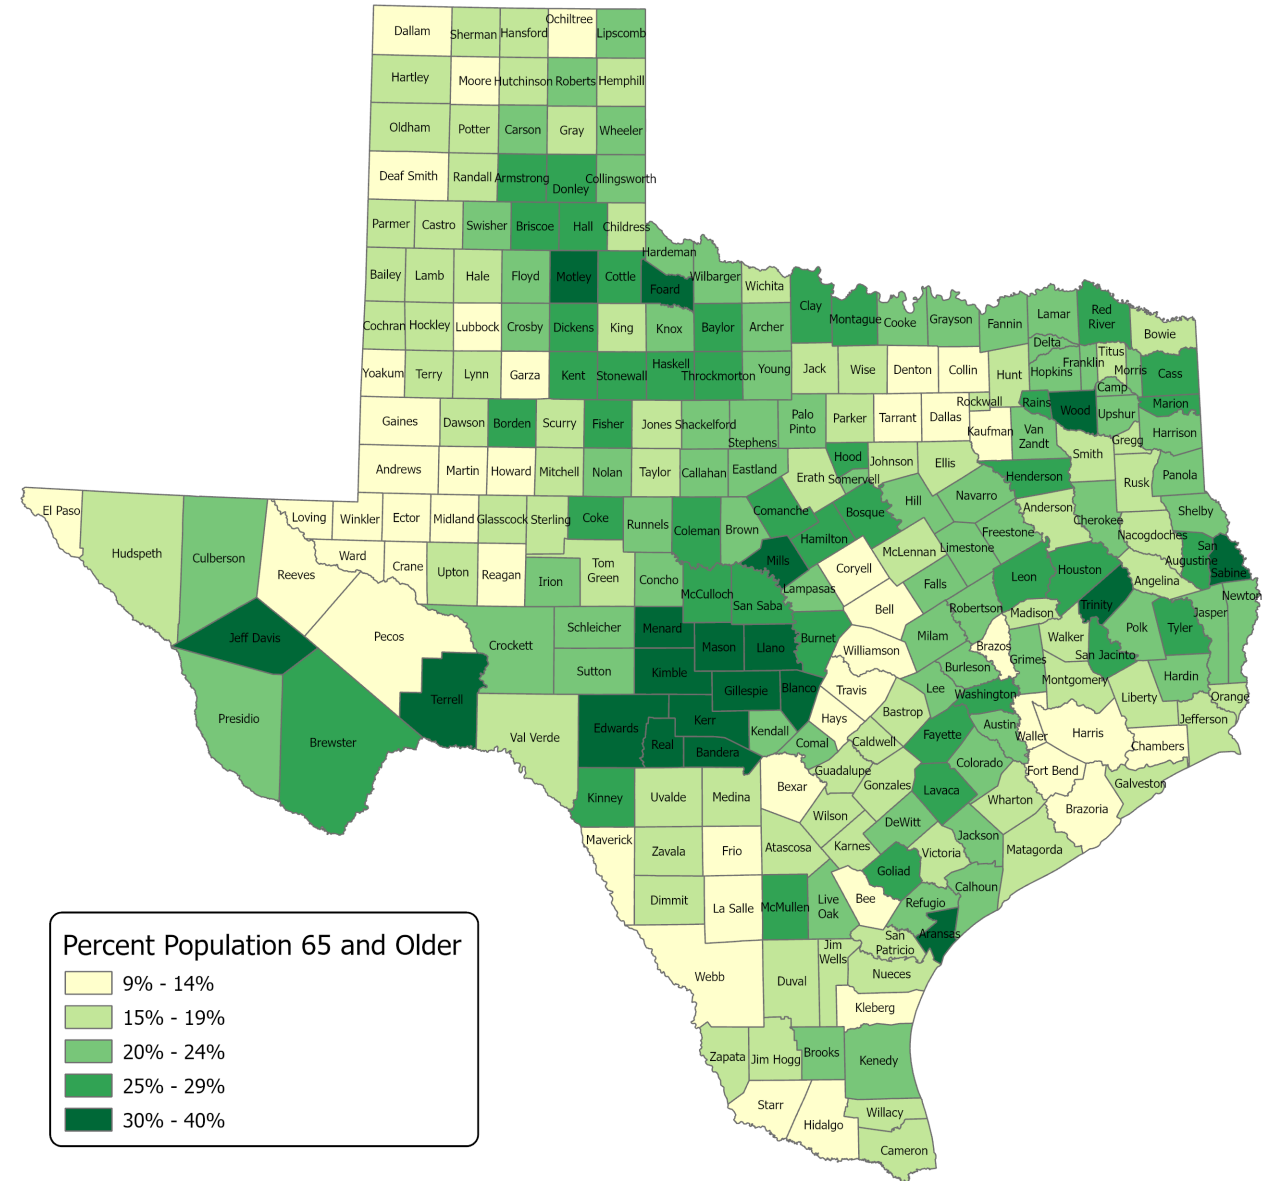 Ochiltree
Dallam
Sherman
Hansford
Lipscomb
Hartley
Moore
Hutchinson
Roberts
Hemphill
Oldham
Potter
Carson
Gray
Wheeler
Deaf Smith
Randall
Armstrong
Donley
Collingsworth
Parmer
Castro
Swisher
Briscoe
Hall
Childress
Hardeman
Bailey
Lamb
Hale
Floyd
Motley
Cottle
Foard
Wilbarger
Wichita
Clay
Montague
Cooke
Grayson
Fannin
Lamar
Red
River
Bowie
Cochran
Hockley
Lubbock
Crosby
Dickens
King
Knox
Baylor
Archer
Delta
Titus
Franklin
Morris
Yoakum
Terry
Lynn
Garza
Kent
Stonewall
Haskell
Throckmorton
Young
Jack
Wise
Denton
Collin
Hunt
Hopkins
Camp
Cass
Rockwall
Rains
Wood
Upshur
Marion
Gaines
Dawson
Borden
Scurry
Fisher
Jones
Shackelford
Stephens
Palo
Pinto
Parker
Tarrant
Dallas
Kaufman
Van
Zandt
Gregg
Harrison
Andrews
Martin
Howard
Mitchell
Nolan
Taylor
Callahan
Eastland
Erath
Hood
Somervell
Johnson
Ellis
Henderson
Smith
Rusk
Panola
El Paso
Hudspeth
Culberson
Loving
Winkler
Ector
Midland
Glasscock
Sterling
Coke
Runnels
Coleman
Brown
Comanche
Bosque
Hill
Navarro
Anderson
Cherokee
Shelby
Ward
Crane
Upton
Reagan
Irion
Tom
Green
Concho
Mills
Hamilton
McLennan
Limestone
Freestone
Nacogdoches
San
Augustine
Sabine
Reeves
Jeff Davis
Pecos
Crockett
Schleicher
Sutton
McCulloch
San Saba
Lampasas
Coryell
Bell
Falls
Leon
Houston
Trinity
Angelina
Newton
Jasper
Menard
Mason
Llano
Burnet
Williamson
Milam
Robertson
Madison
Walker
San Jacinto
Polk
Tyler
Brazos
Grimes
Presidio
Brewster
Terrell
Val Verde
Kimble
Gillespie
Blanco
Travis
Burleson
Lee
Washington
Montgomery
Liberty
Hardin
Orange
Edwards
Kerr
Real
Bandera
Kendall
Hays
Comal
Bastrop
Caldwell
Fayette
Austin
Waller
Harris
Chambers
Jefferson
Kinney
Uvalde
Medina
Bexar
Guadalupe
Gonzales
Lavaca
Colorado
Fort Bend
Galveston
Brazoria
Wharton
Maverick
Zavala
Frio
Atascosa
Wilson
Karnes
DeWitt
Jackson
Matagorda
Victoria
Goliad
Dimmit
La Salle
McMullen
Live
Oak
Bee
Refugio
Calhoun
Aransas
San
Patricio
Webb
Duval
Jim
Wells
Nueces
Kleberg
Zapata
Jim Hogg
Brooks
Kenedy
Starr
Hidalgo
Willacy
Cameron
Percent Population 65 and Older
9% - 14%
15% - 19%
20% - 24%
25% - 29%
30% - 40%